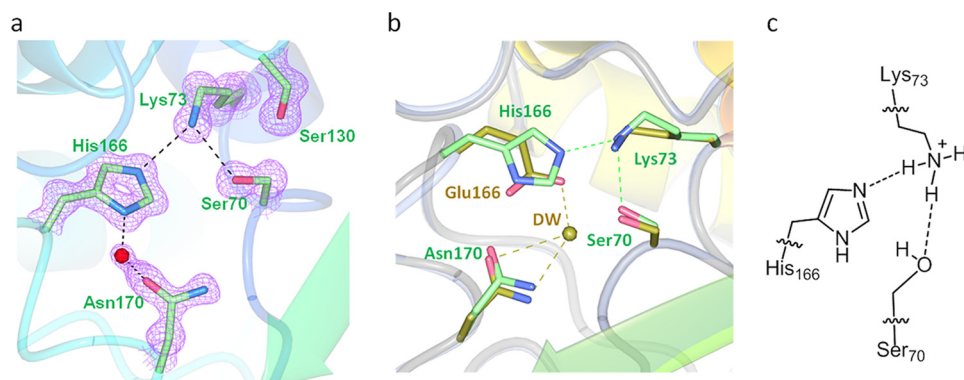 a
Lys73
His166
Ser130
Ser70
Asn170
b
His166
Lys73
Glu166
DW
Ser70
Asn170
c
Lys73
H
N
+
H
H
N
N
H
His166
H
O
Ser70